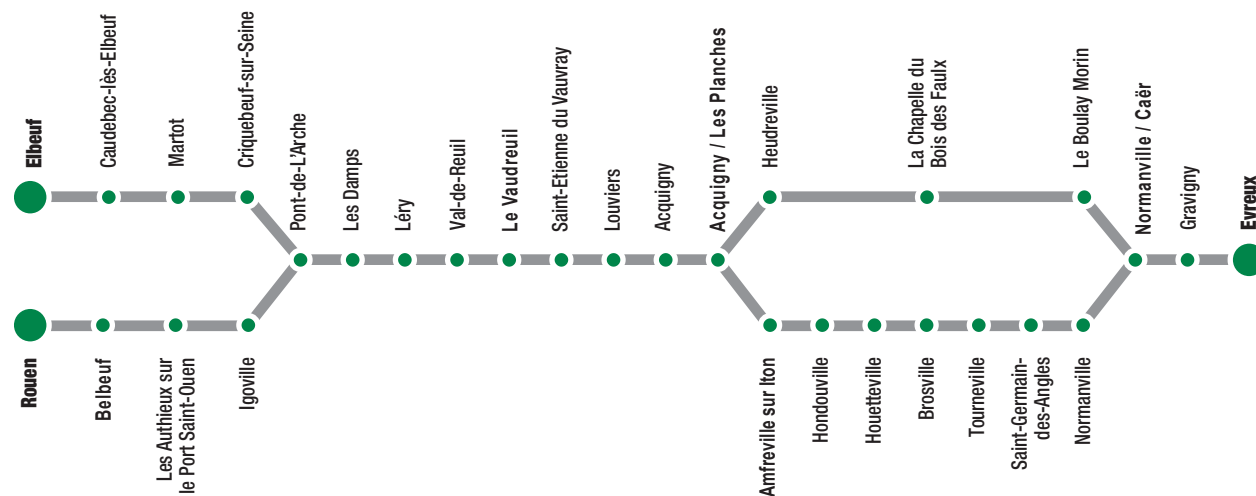 Elbeuf
Caudebec-lès-Elbeuf
Martot
Criquebeuf-sur-Seine
Pont-de-L'Arche
Les Damps
Léry
Val-de-Reuil
Le Vaudreuil
Saint-Etienne du Vauvray
Louviers
Acquigny
Acquigny / Les Planches
Heudreville
La Chapelle du
Bois des Faulx
Le Boulay Morin
Normanville / Caër
Gravigny
Evreux
Rouen
Belbeuf
Les Authieux sur
le Port Saint-Ouen
Igoville
Amfreville sur Iton
Hondouville
Houetteville
Brosville
Tourneville
Saint-Germain-
des-Angles
Normanville